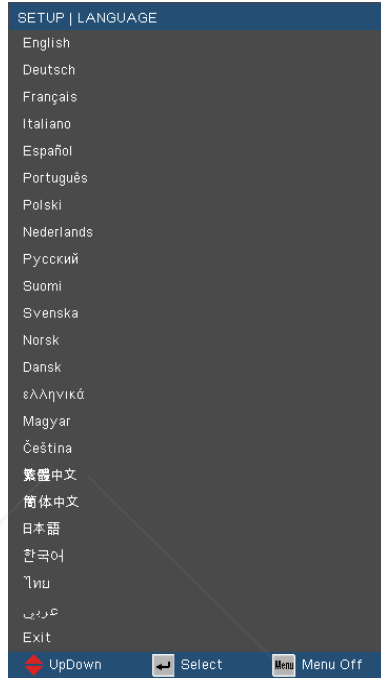 SETUP | LANGUAGE
English
Deutsch
Français
Italiano
Español
Português
Polski
Nederlands
Русский
Suomi
Svenska
Norsk
Dansk
ελληνικά
Magyar
Čeština
繁體中文
简体中文
日本語
한국어
ไทย
عربي
Exit
UpDown Select Menu Menu Off